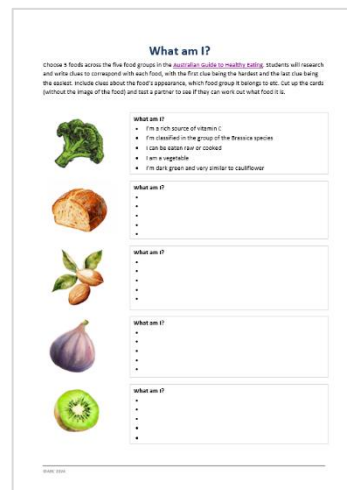 What am I?
Choose 5 foods across the five food groups in the Australian Guide to Healthy Eating. Students will research
and write clues to correspond with each food, with the first clue being the hardest and the last clue being
the easiest. Include clues about the food's appearance, which food group it belongs to etc. Cut up the cards
(without the image of the food) and test a partner to see if they can work out what food it is.
What am I?
• I'm a rich source of vitamin C
• I'm classified in the group of the Brassica species
• I can be eaten raw or cooked
• I am a vegetable
• I'm dark green and very similar to cauliflower
What am I?
What am I?
What am I?
What am I?